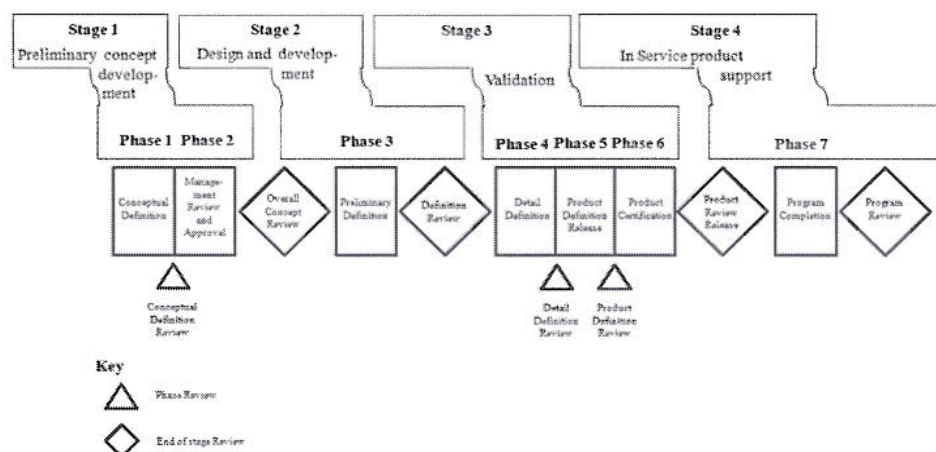 Stage 1
Preliminary concept
develop-
ment
Stage 2
Design and develop-
ment
Stage 3
Validation
Stage 4
In Service product
support
Phase 1 Phase 2
Phase 3
Phase 4 Phase 5 Phase 6
Phase 7
Conceptual
Definition
Manage-
ment
Review
and
Approval
Overall
Concept
Review
Preliminary
Definition
Definition
Review
Detail
Definition
Product
Definition
Release
Product
Certification
Product
Review
Release
Program
Completion
Program
Review
Conceptual
Definition
Review
Detail
Definition
Review
Product
Definition
Review
Key
Phase Review
End of stage Review